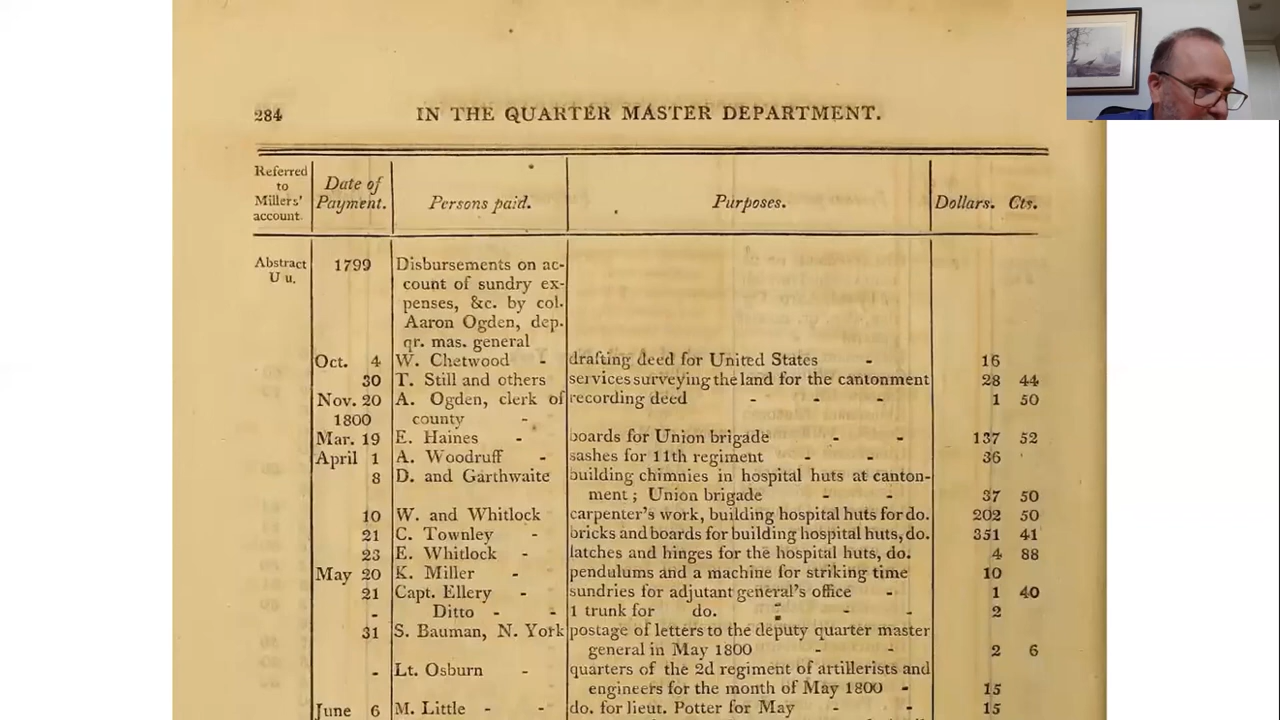 284 IN THE QUARTER MASTER DEPARTMENT.
Referred to Millers' account. Date of Payment. Persons paid. Purposes. Dollars. Cts.
Abstract U u. 1799 Disbursements on ac-
count of sundry ex-
penses, &c. by col.
Aaron Ogden, dep.
qr. mas. general
Oct. 4 W. Chetwood - drafting deed for United States - 16
30 T. Still and others services surveying the land for the cantonment 28 44
Nov. 20 A. Ogden, clerk of recording deed - - - 1 50
1800 county -
Mar. 19 E. Haines - boards for Union brigade - - 137 52
April 1 A. Woodruff - sashes for 11th regiment - - 36
8 D. and Garthwaite building chimnies in hospital huts at canton-
ment ; Union brigade - - 37 50
10 W. and Whitlock carpenter's work, building hospital huts for do. 202 50
21 C. Townley - bricks and boards for building hospital huts, do. 351 41
23 E. Whitlock - latches and hinges for the hospital huts, do. 4 88
May 20 K. Miller - pendulums and a machine for striking time 10
21 Capt. Ellery - sundries for adjutant general's office - 1 40
- Ditto - - 1 trunk for do. - - - 2
31 S. Bauman, N. York postage of letters to the deputy quarter master
general in May 1800 - - 2 6
- Lt. Osburn - quarters of the 2d regiment of artillerists and
engineers for the month of May 1800 - 15
June 6 M. Little - - do. for lieut. Potter for May - - 15